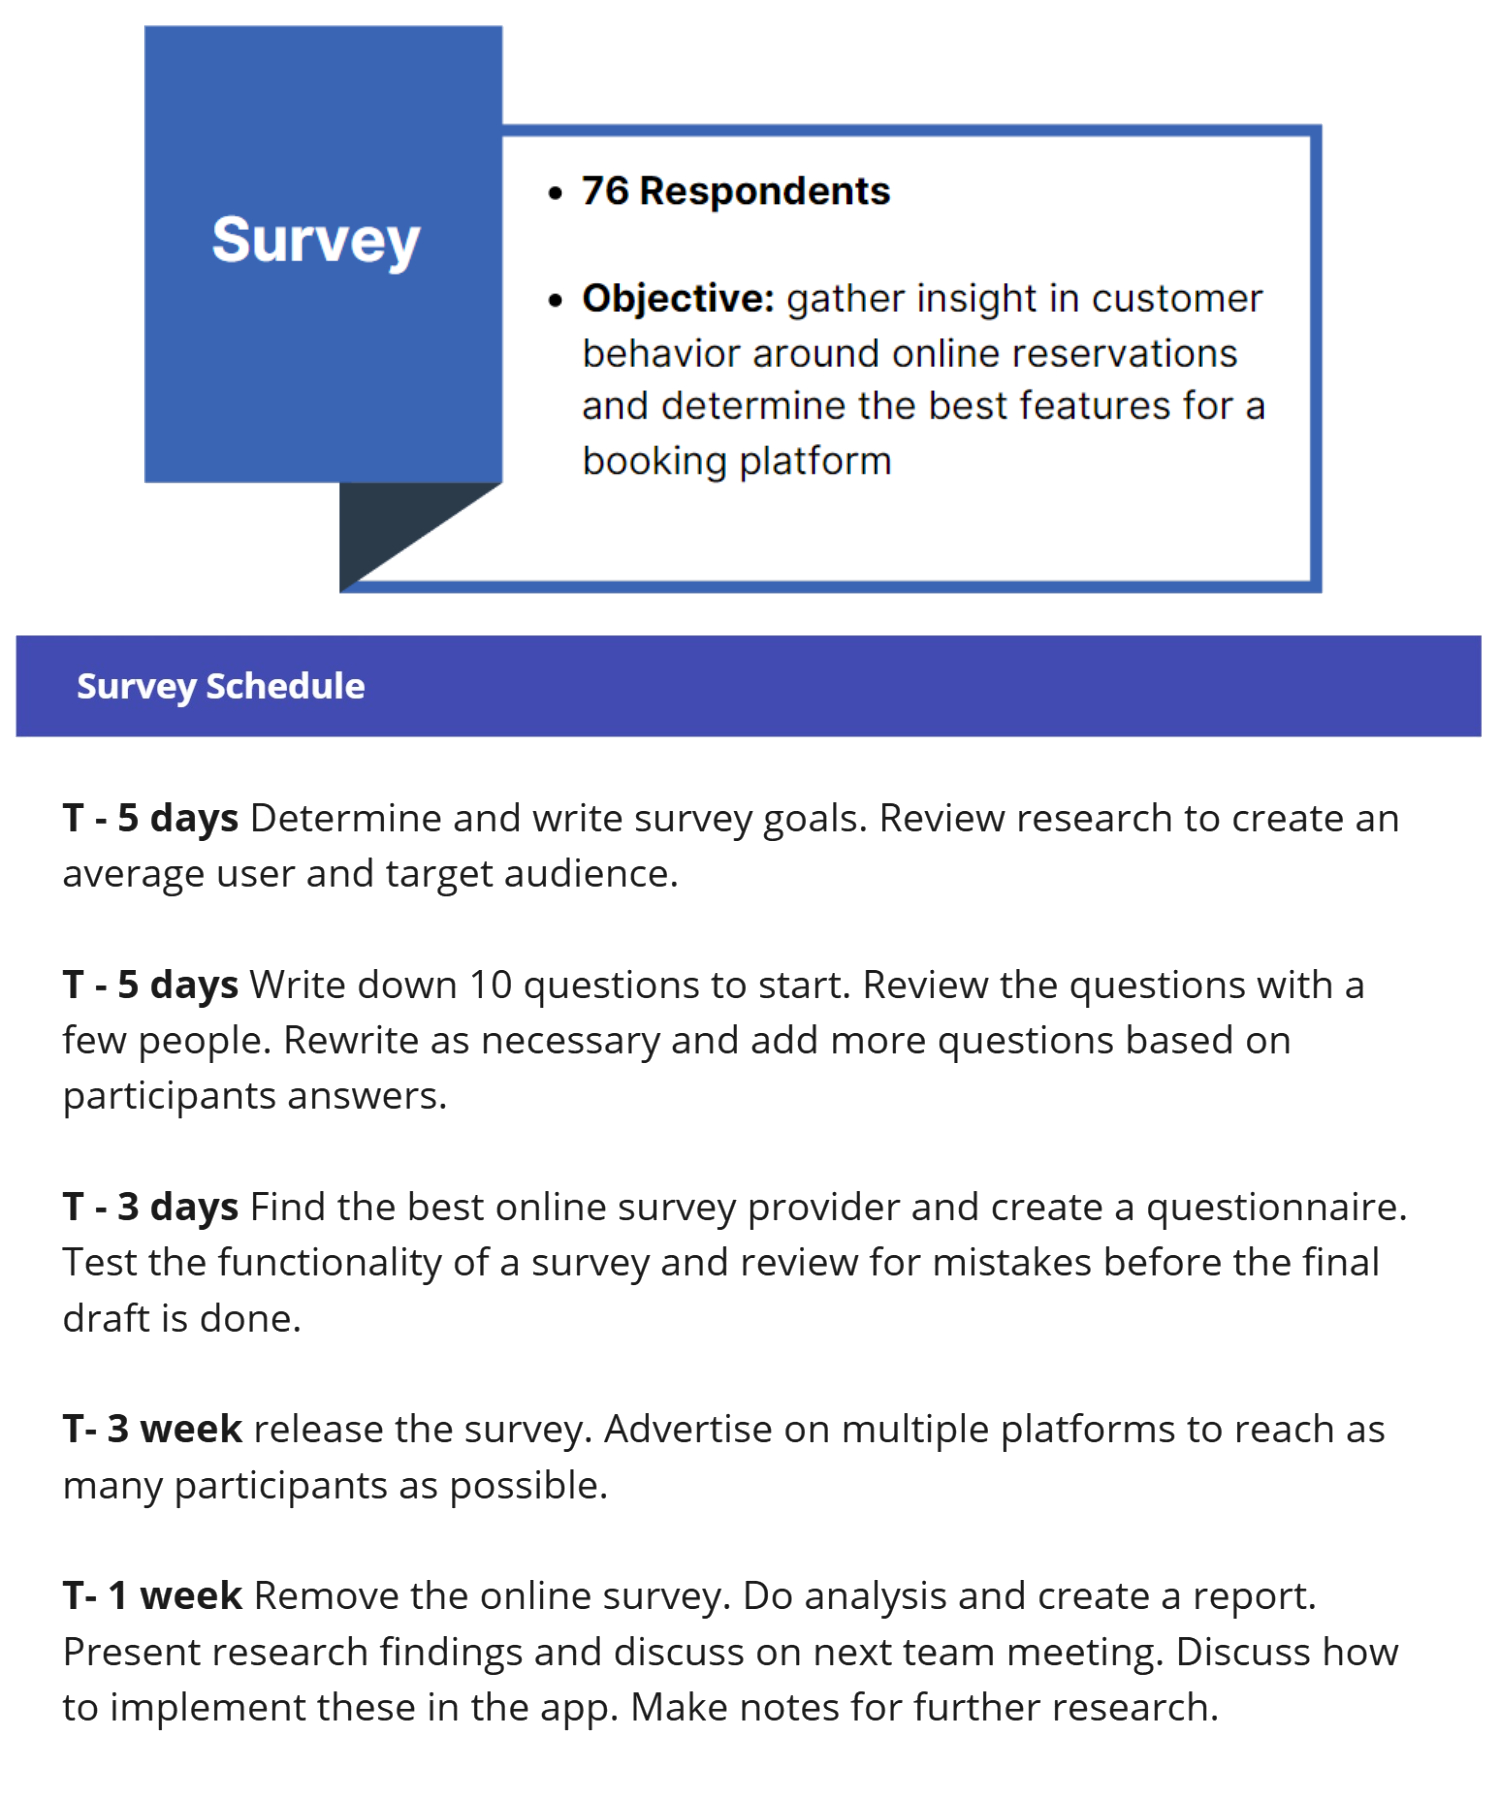 Survey
• 76 Respondents
• Objective: gather insight in customer
behavior around online reservations
and determine the best features for a
booking platform
Survey Schedule
T - 5 days Determine and write survey goals. Review research to create an
average user and target audience.
T - 5 days Write down 10 questions to start. Review the questions with a
few people. Rewrite as necessary and add more questions based on
participants answers.
T - 3 days Find the best online survey provider and create a questionnaire.
Test the functionality of a survey and review for mistakes before the final
draft is done.
T- 3 week release the survey. Advertise on multiple platforms to reach as
many participants as possible.
T- 1 week Remove the online survey. Do analysis and create a report.
Present research findings and discuss on next team meeting. Discuss how
to implement these in the app. Make notes for further research.